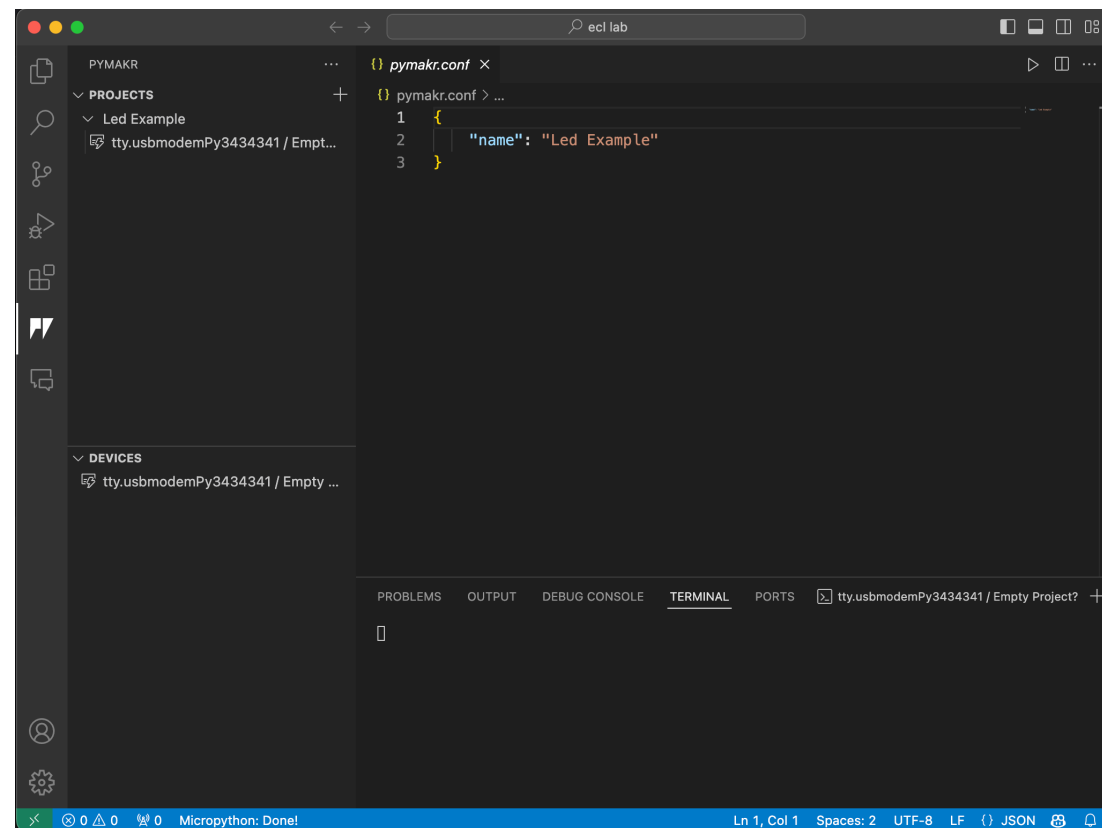 ecl lab
PYMAKR
PROJECTS
Led Example
tty.usbmodemPy3434341 / Empt...
DEVICES
tty.usbmodemPy3434341 / Empty ...
{} pymakr.conf
{} pymakr.conf > ...
1 {
2 "name": "Led Example"
3 }
PROBLEMS OUTPUT DEBUG CONSOLE TERMINAL PORTS tty.usbmodemPy3434341 / Empty Project?
0 0 0 Micropython: Done! Ln 1, Col 1 Spaces: 2 UTF-8 LF {} JSON